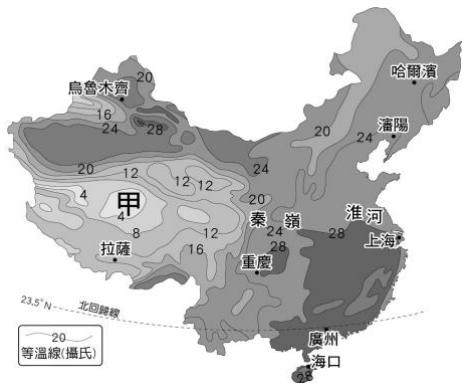 20
哈爾濱
烏魯木齊
16
24
28
瀋陽
20
24
24
20
12
12
12
4
甲
4
20
淮河
秦嶺
8
12
24
28
28
上海
拉薩
16
重慶
23.5°N
北回歸線
廣州
20
等溫線(攝氏)
海口
28